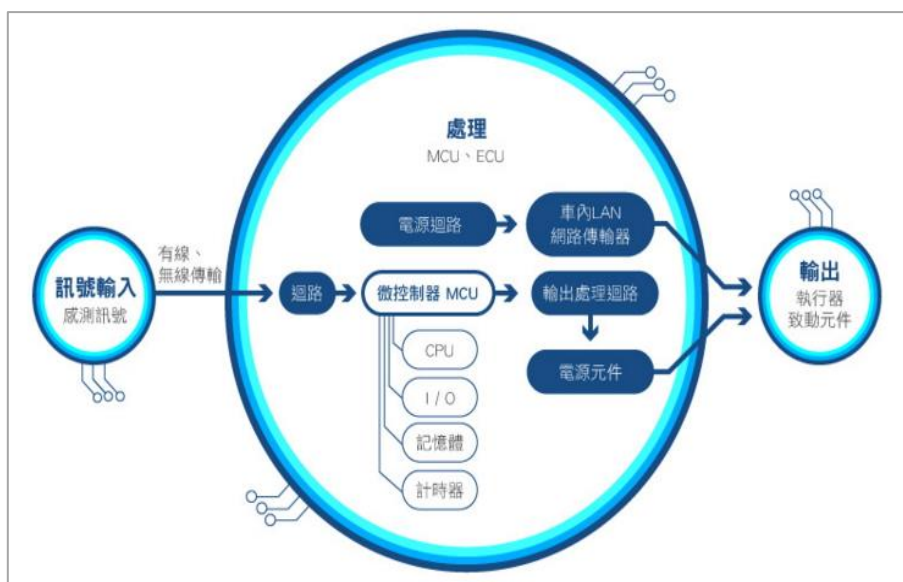 處理
MCU、ECU
電源迴路
車內LAN
網路傳輸器
有線、
無線傳輸
訊號輸入
感測訊號
迴路
微控制器 MCU
輸出處理迴路
輸出
執行器
致動元件
CPU
電源元件
I / O
記憶體
計時器